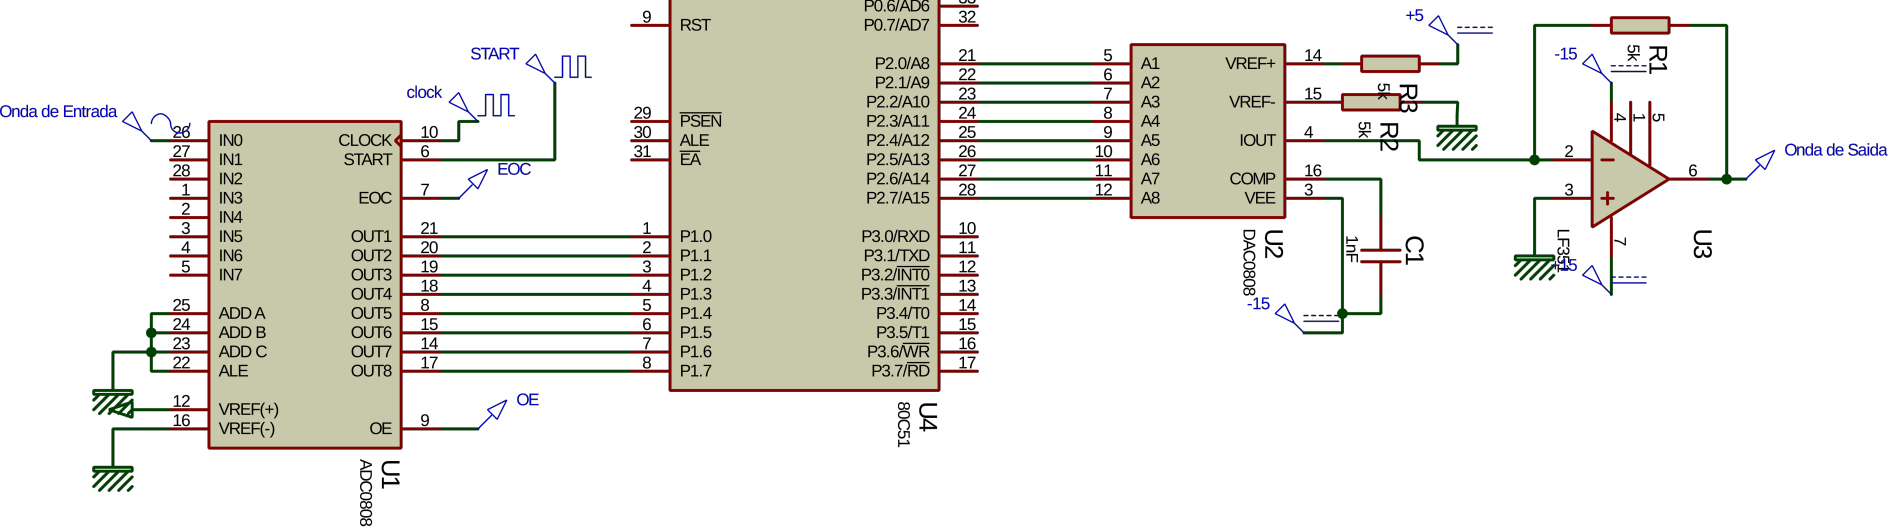 Onda de Entrada
clock
START
EOC
OE
26 IN0
27 IN1
28 IN2
1 IN3
2 IN4
3 IN5
4 IN6
5 IN7
25 ADD A
24 ADD B
23 ADD C
22 ALE
12 VREF(+)
16 VREF(-)
CLOCK 10
START 6
EOC 7
OUT1 21
OUT2 20
OUT3 19
OUT4 18
OUT5 8
OUT6 15
OUT7 14
OUT8 17
OE 9
U1
ADC0808
9 RST
29 PSEN
30 ALE
31 EA
1 P1.0
2 P1.1
3 P1.2
4 P1.3
5 P1.4
6 P1.5
7 P1.6
8 P1.7
P0.6/AD6 33
P0.7/AD7 32
P2.0/A8 21
P2.1/A9 22
P2.2/A10 23
P2.3/A11 24
P2.4/A12 25
P2.5/A13 26
P2.6/A14 27
P2.7/A15 28
P3.0/RXD 10
P3.1/TXD 11
P3.2/INT0 12
P3.3/INT1 13
P3.4/T0 14
P3.5/T1 15
P3.6/WR 16
P3.7/RD 17
U4
80C51
5 A1
6 A2
7 A3
8 A4
9 A5
10 A6
11 A7
12 A8
VREF+ 14
VREF- 15
IOUT 4
COMP 16
VEE 3
U2
DAC0808
+5
R3
5k
R2
5k
C1
1nF
-15
R1
5k
-15
4
1
5
2
3
6
7
U3
LF351
+15
Onda de Saida